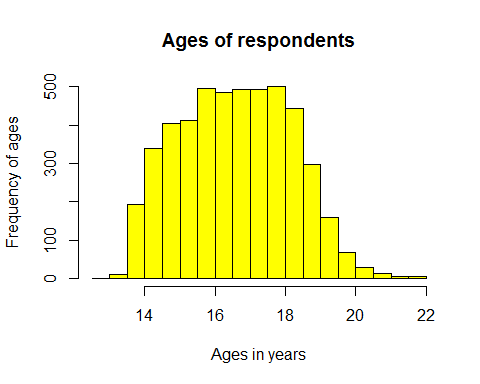 Ages of respondents
Frequency of ages
500
300
100
0
14 16 18 20 22
Ages in years